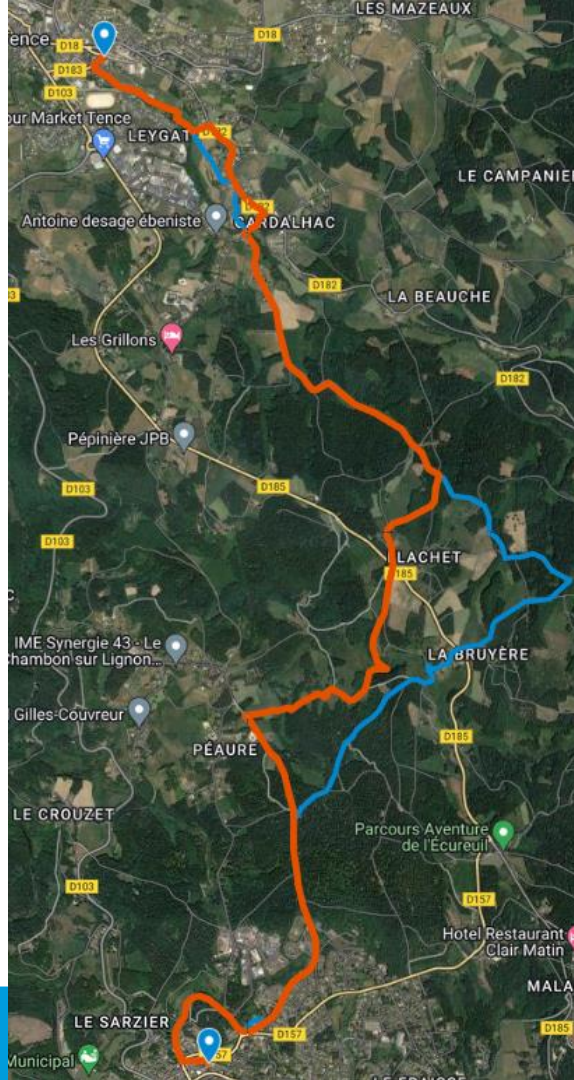 LES MAZEAUX
ence
D18
D18
D183
D103
our Market Tence
LEYGAT
LE CAMPANIE
Antoine desage ébeniste
CARDALHAC
D182
LA BEAUCHE
Les Grillons
D182
Pépinière JPB
D103
D185
D103
LACHET
D185
IME Synergie 43 - Le
Chambon sur Lignon...
LA BRUYÈRE
Gilles-Couvreur
D185
PÉAURE
LE CROUZET
Parcours Aventure
de l'Écureuil
D103
D157
Hotel Restaurant
Clair Matin
MALA
LE SARZIER
D157
D185
Municipal